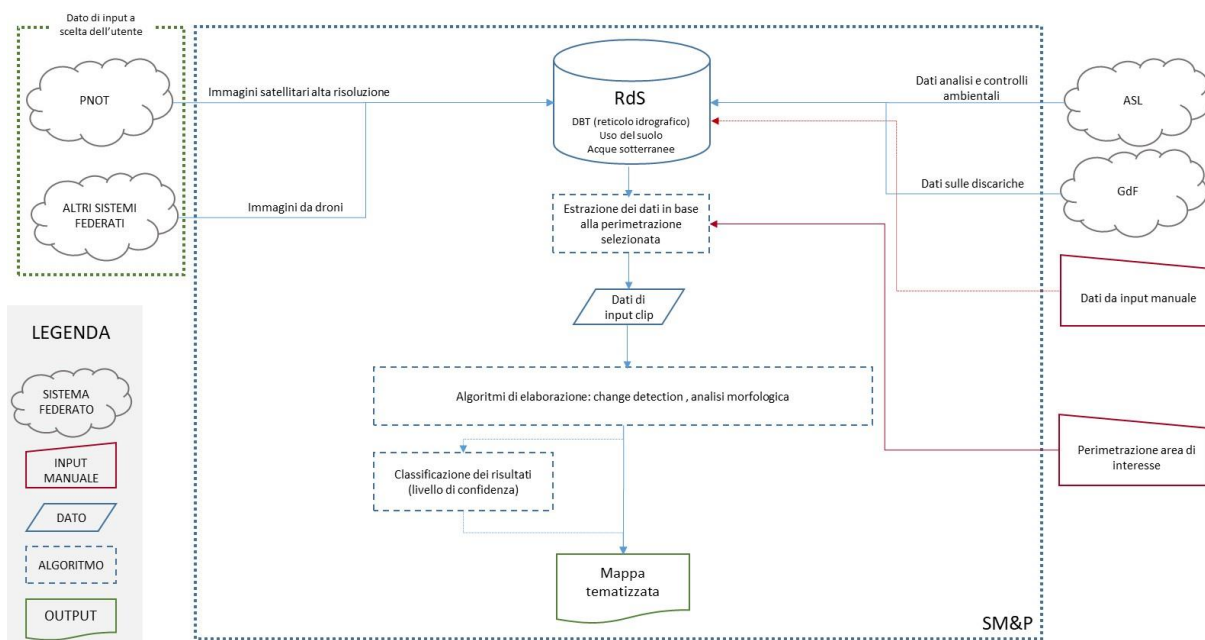 Dato di input a
scelta dell'utente
PNOT
Immagini satellitari alta risoluzione
ALTRI SISTEMI
FEDERATI
Immagini da droni
RdS
DBT (reticolo idrografico)
Uso del suolo
Acque sotterranee
Dati analisi e controlli
ambientali
ASL
Dati sulle discariche
GdF
Estrazione dei dati in base
alla perimetrazione
selezionata
Dati da input manuale
Dati di
input clip
Algoritmi di elaborazione: change detection , analisi morfologica
Classificazione dei risultati
(livello di confidenza)
Perimetrazione area di
interesse
Mappa
tematizzata
SM&P
LEGENDA
SISTEMA
FEDERATO
INPUT
MANUALE
DATO
ALGORITMO
OUTPUT